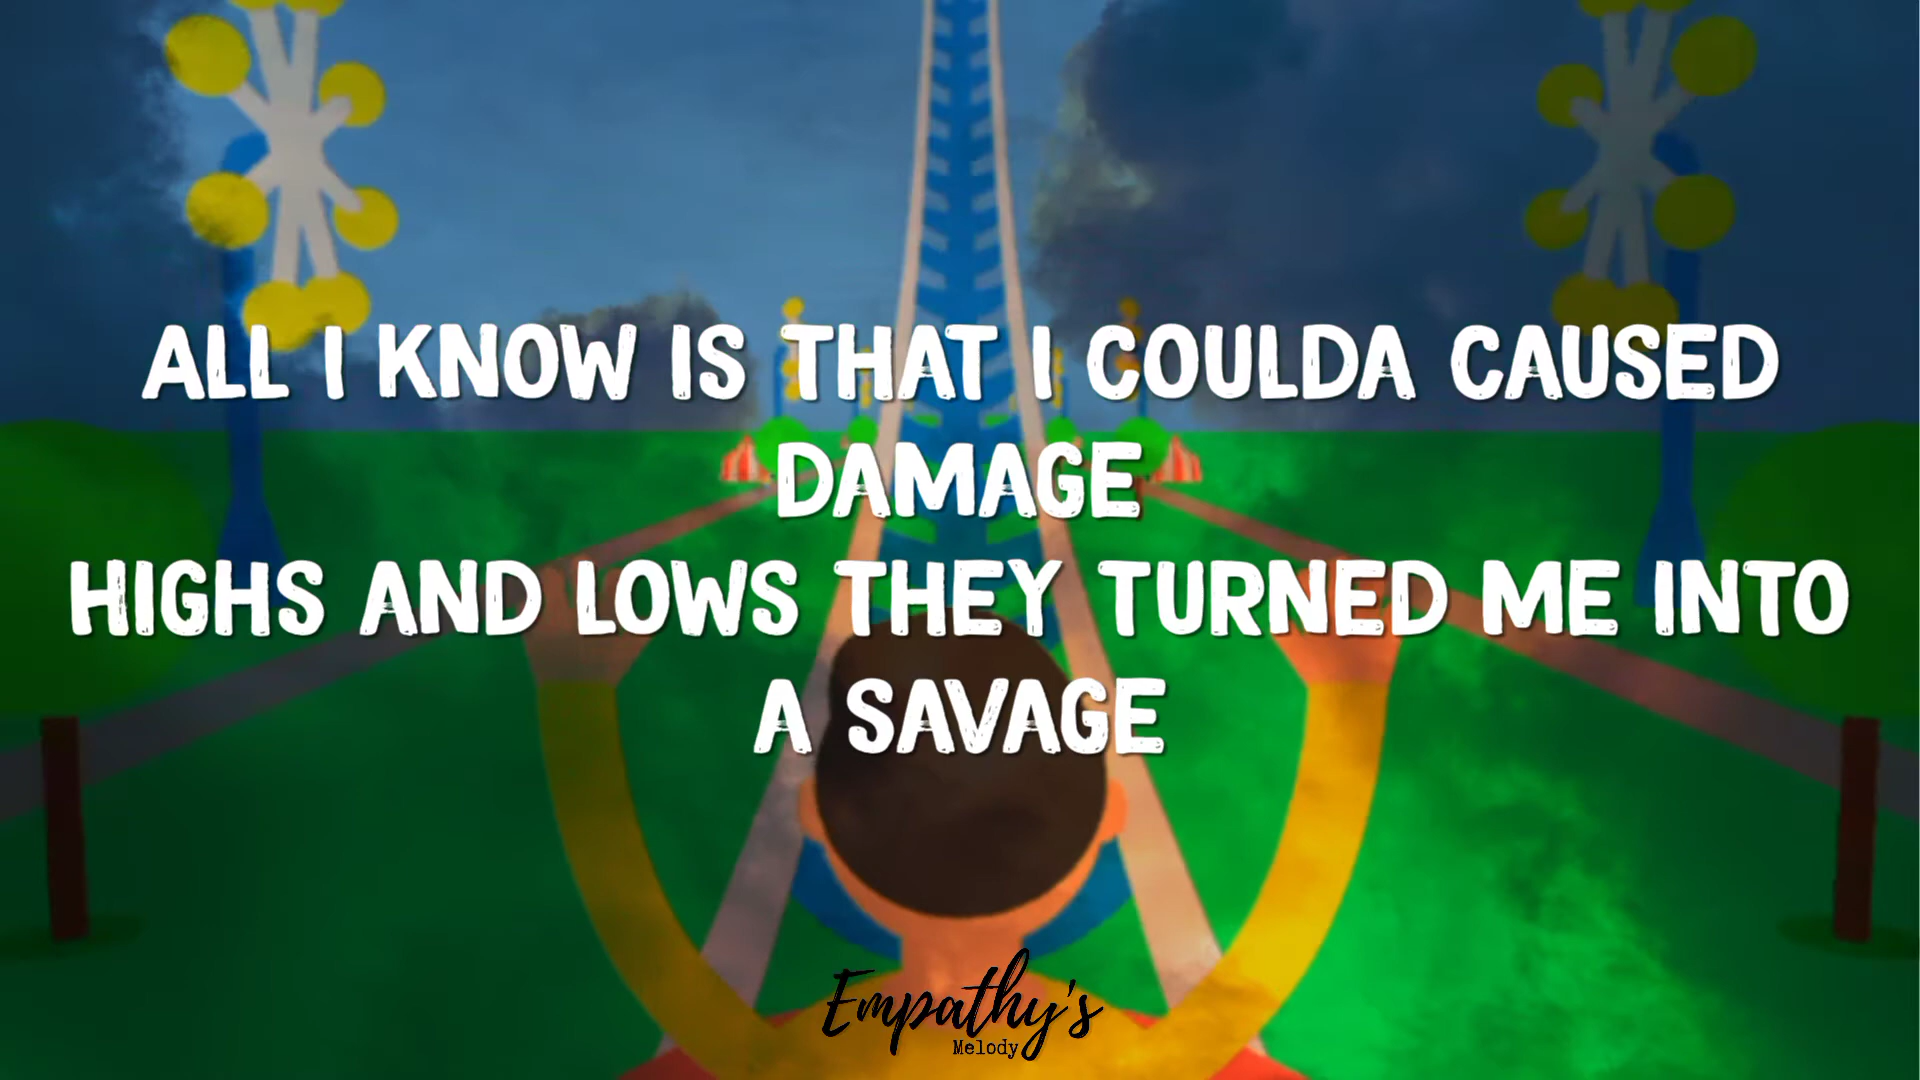 ALL I KNOW IS THAT I COULDA CAUSED
DAMAGE
HIGHS AND LOWS THEY TURNED ME INTO
A SAVAGE
Empathy's
Melody